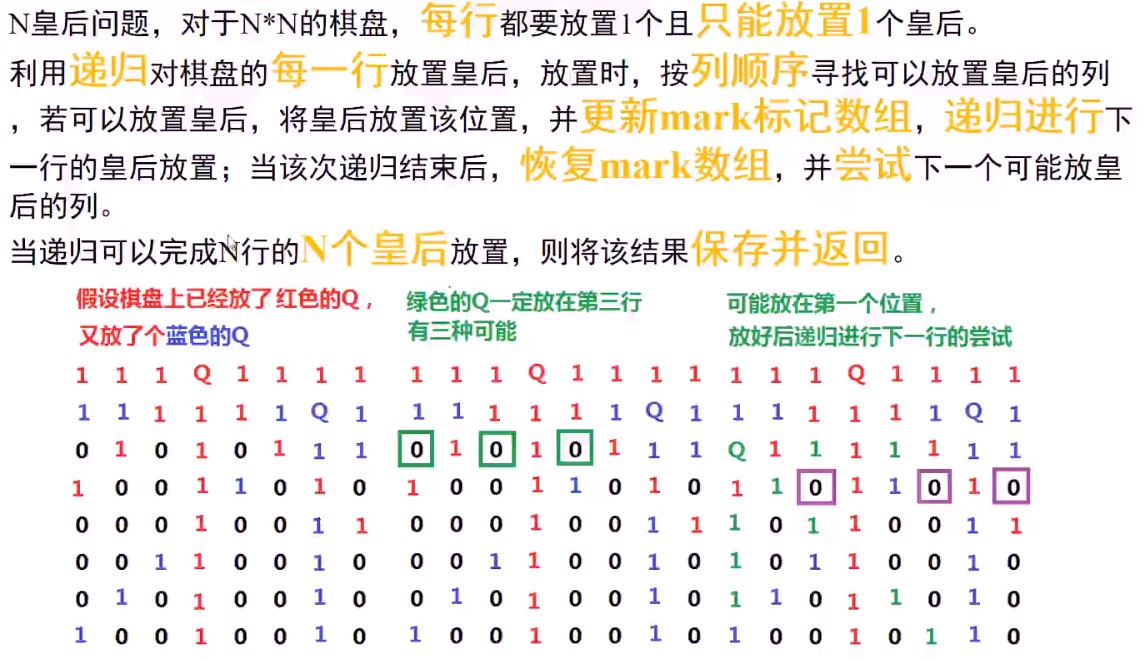 N皇后问题，对于N*N的棋盘，每行都要放置1个且只能放置1个皇后。
利用递归对棋盘的每一行放置皇后，放置时，按列顺序寻找可以放置皇后的列
，若可以放置皇后，将皇后放置该位置，并更新mark标记数组，递归进行下
一行的皇后放置；当该次递归结束后，恢复mark数组，并尝试下一个可能放皇
后的列。
当递归可以完成N行的N个皇后放置，则将该结果保存并返回。
假设棋盘上已经放了红色的Q，
又放了个蓝色的Q
绿色的Q一定放在第三行
有三种可能
可能放在第一个位置，
放好后递归进行下一行的尝试
1 1 1 Q 1 1 1 1 1 1 1 Q 1 1 1 1 1 1 1 Q 1 1 1 1
1 1 1 1 1 1 Q 1 1 1 1 1 1 1 Q 1 1 1 1 1 1 1 Q 1
0 1 0 1 0 1 1 1 0 1 0 1 0 1 1 1 Q 1 1 1 1 1 1 1
1 0 0 1 1 0 1 0 1 0 0 1 1 0 1 0 1 1 0 1 1 0 1 0
0 0 0 1 0 0 1 1 0 0 0 1 0 0 1 1 1 0 1 1 0 0 1 1
0 0 1 1 0 0 1 0 0 0 1 1 0 0 1 0 1 0 1 1 0 0 1 0
0 1 0 1 0 0 1 0 0 1 0 1 0 0 1 0 1 1 0 1 1 0 1 0
1 0 0 1 0 0 1 0 1 0 0 1 0 0 1 0 1 0 0 1 0 1 1 0